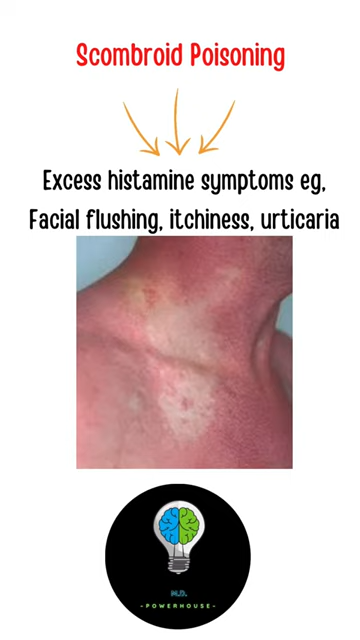 Scombroid Poisoning
Excess histamine symptoms eg,
Facial flushing, itchiness, urticaria
M.D.
-POWERHOUSE-